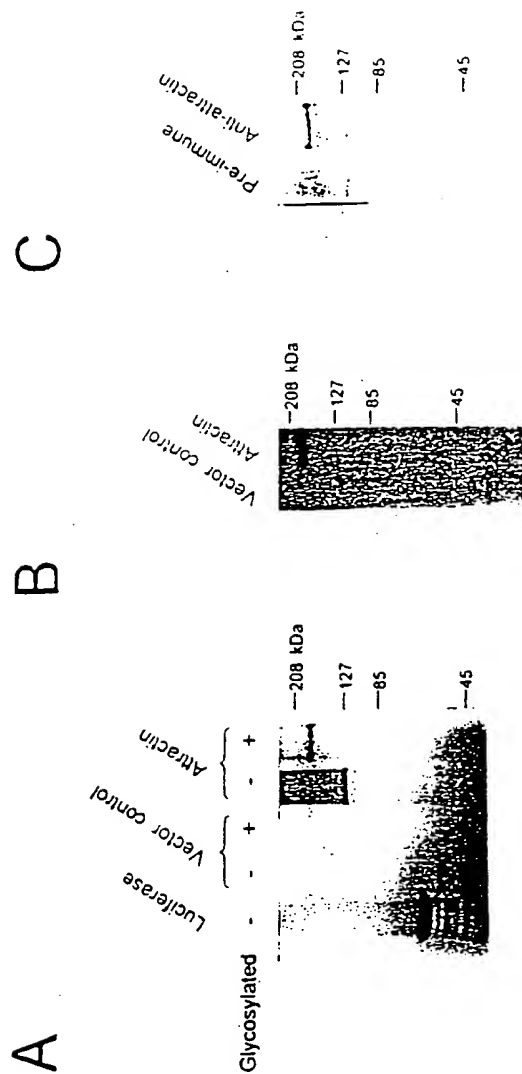 A
Glycosylated
Luciferase
Vector control
Attractin
- - + - +
-208 kDa
-127
-85
-45
B
Vector control
Attractin
-208 kDa
-127
-85
-45
C
Pre-immune
Anti-attractin
-208 kDa
-127
-85
-45